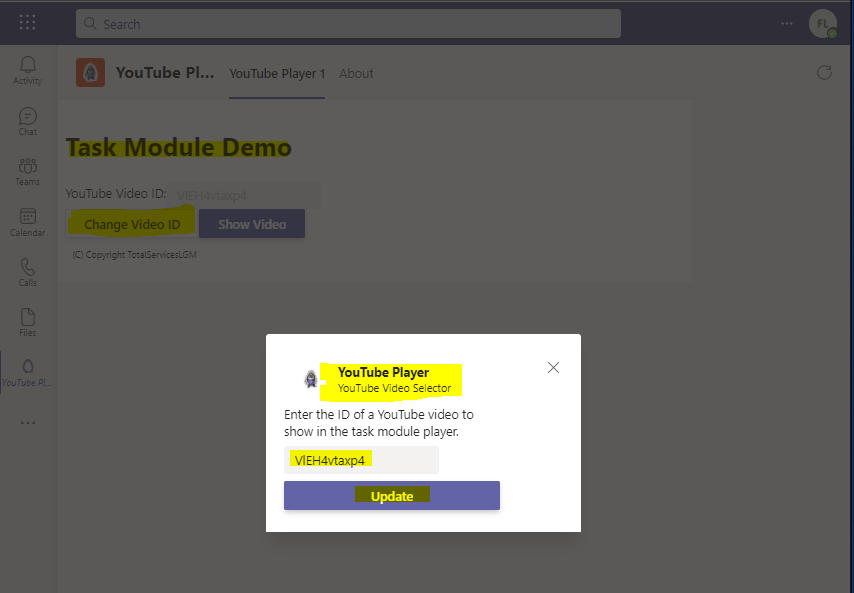 Search
FL
Activity
Chat
Teams
Calendar
Calls
Files
YouTube Pl...
YouTube Pl...
YouTube Player 1
About
Task Module Demo
YouTube Video ID:
VlEH4vtaxp4
Change Video ID
Show Video
(C) Copyright TotalServicesLGM
YouTube Player
YouTube Video Selector
Enter the ID of a YouTube video to
show in the task module player.
VlEH4vtaxp4
Update